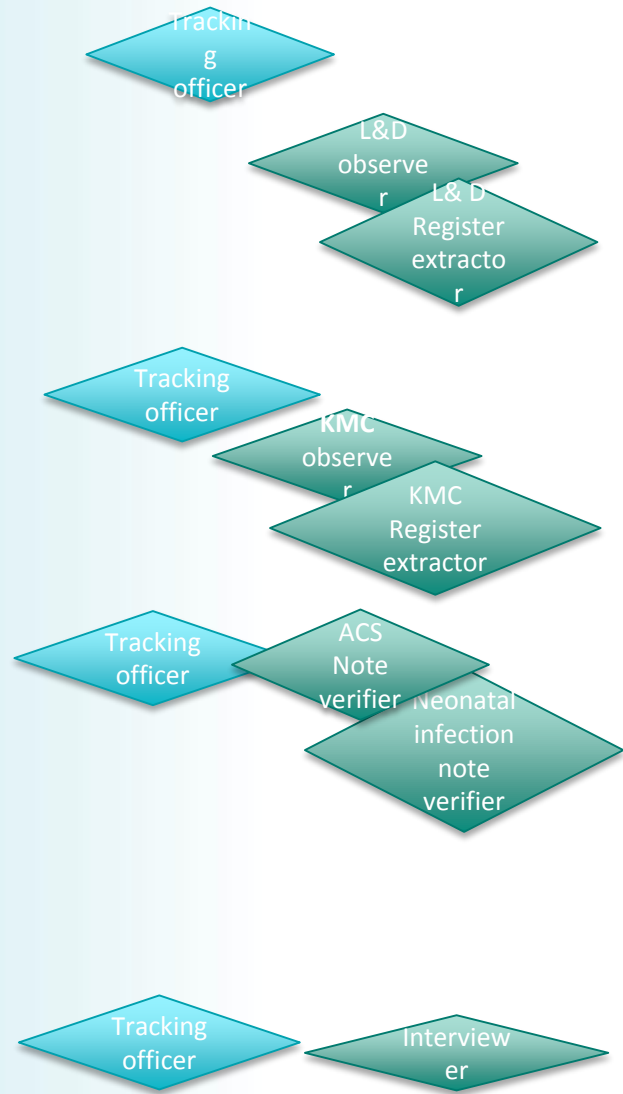 Trackin
g
officer
L&D
observe
r
L& D
Register
extracto
r
Tracking
officer
KMC
observe
r
KMC
Register
extractor
Tracking
officer
ACS
Note
verifier
Neonatal
infection
note
verifier
Tracking
officer
Interview
er